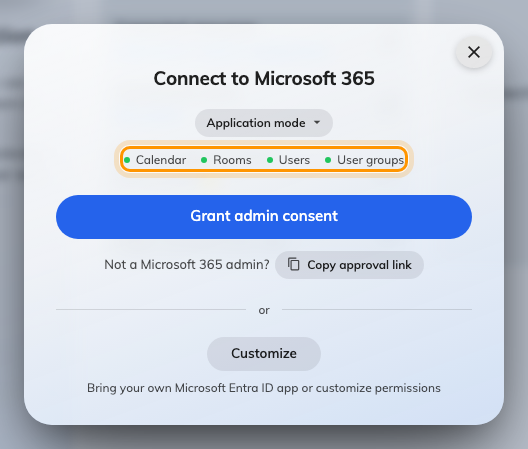 Connect to Microsoft 365
Application mode
Calendar Rooms Users User groups
Grant admin consent
Not a Microsoft 365 admin? Copy approval link
or
Customize
Bring your own Microsoft Entra ID app or customize permissions